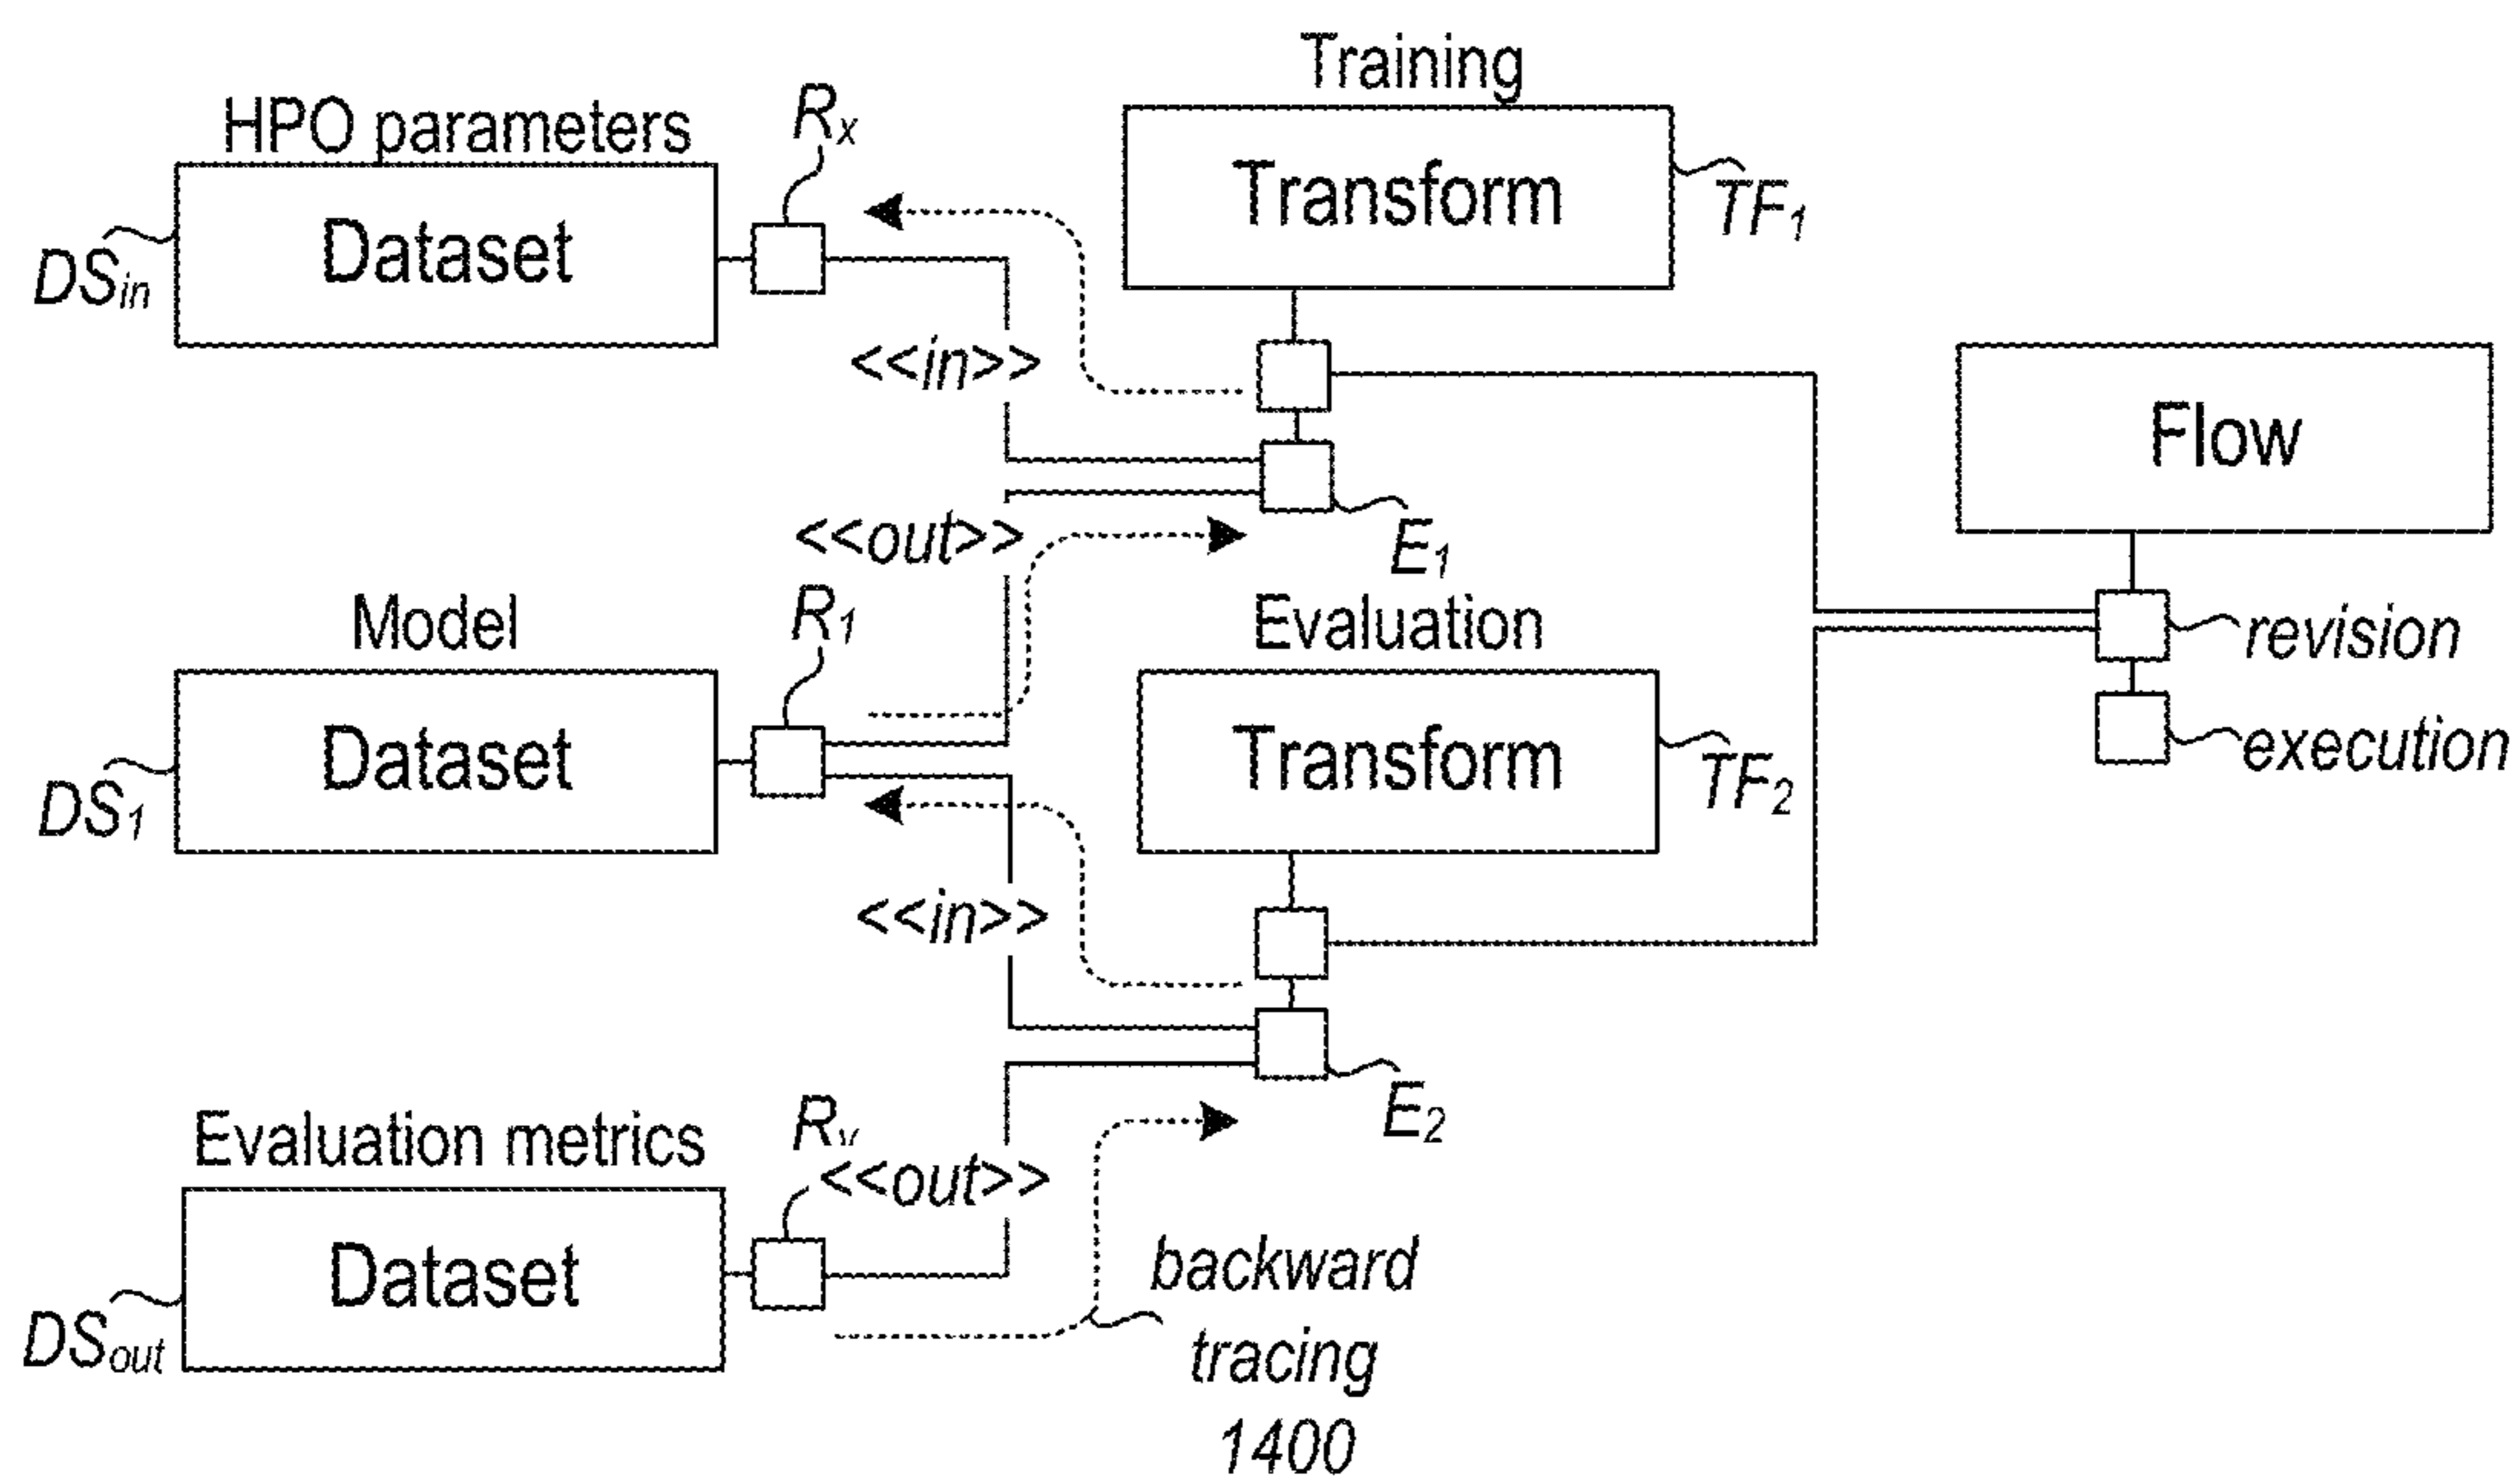 Training
HPO parameters
Rx
Transform
TF1
Dataset
DSin
<<in>>
Flow
<<out>>
E1
Model
R1
Evaluation
revision
Dataset
Transform
execution
DS1
TF2
<<in>>
E2
Evaluation metrics
Ry
<<out>>
Dataset
backward
DSout
tracing
1400